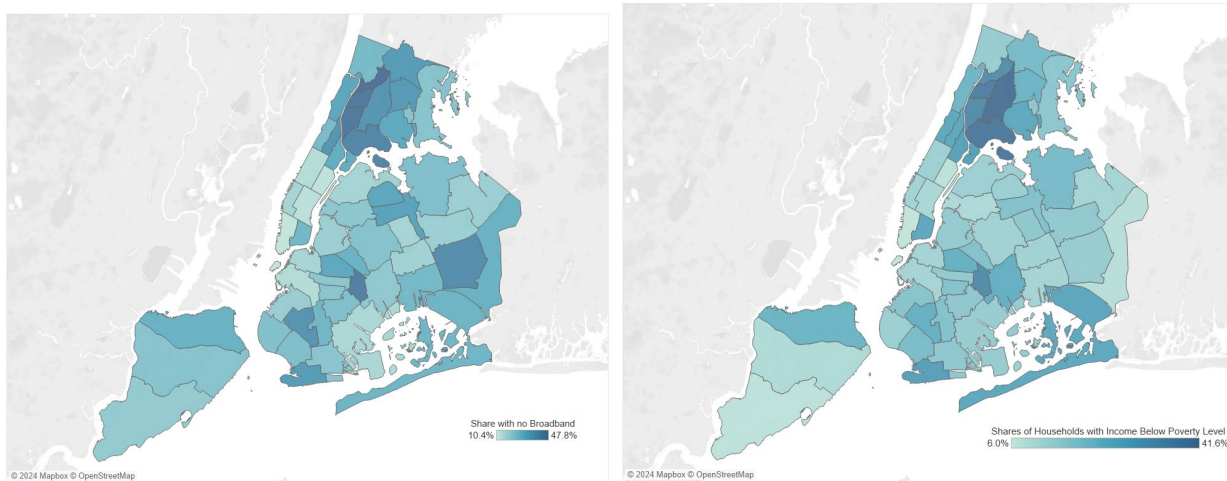 Share with no Broadband
10.4% 47.8%
© 2024 Mapbox © OpenStreetMap
Shares of Households with Income Below Poverty Level
6.0% 41.6%
© 2024 Mapbox © OpenStreetMap